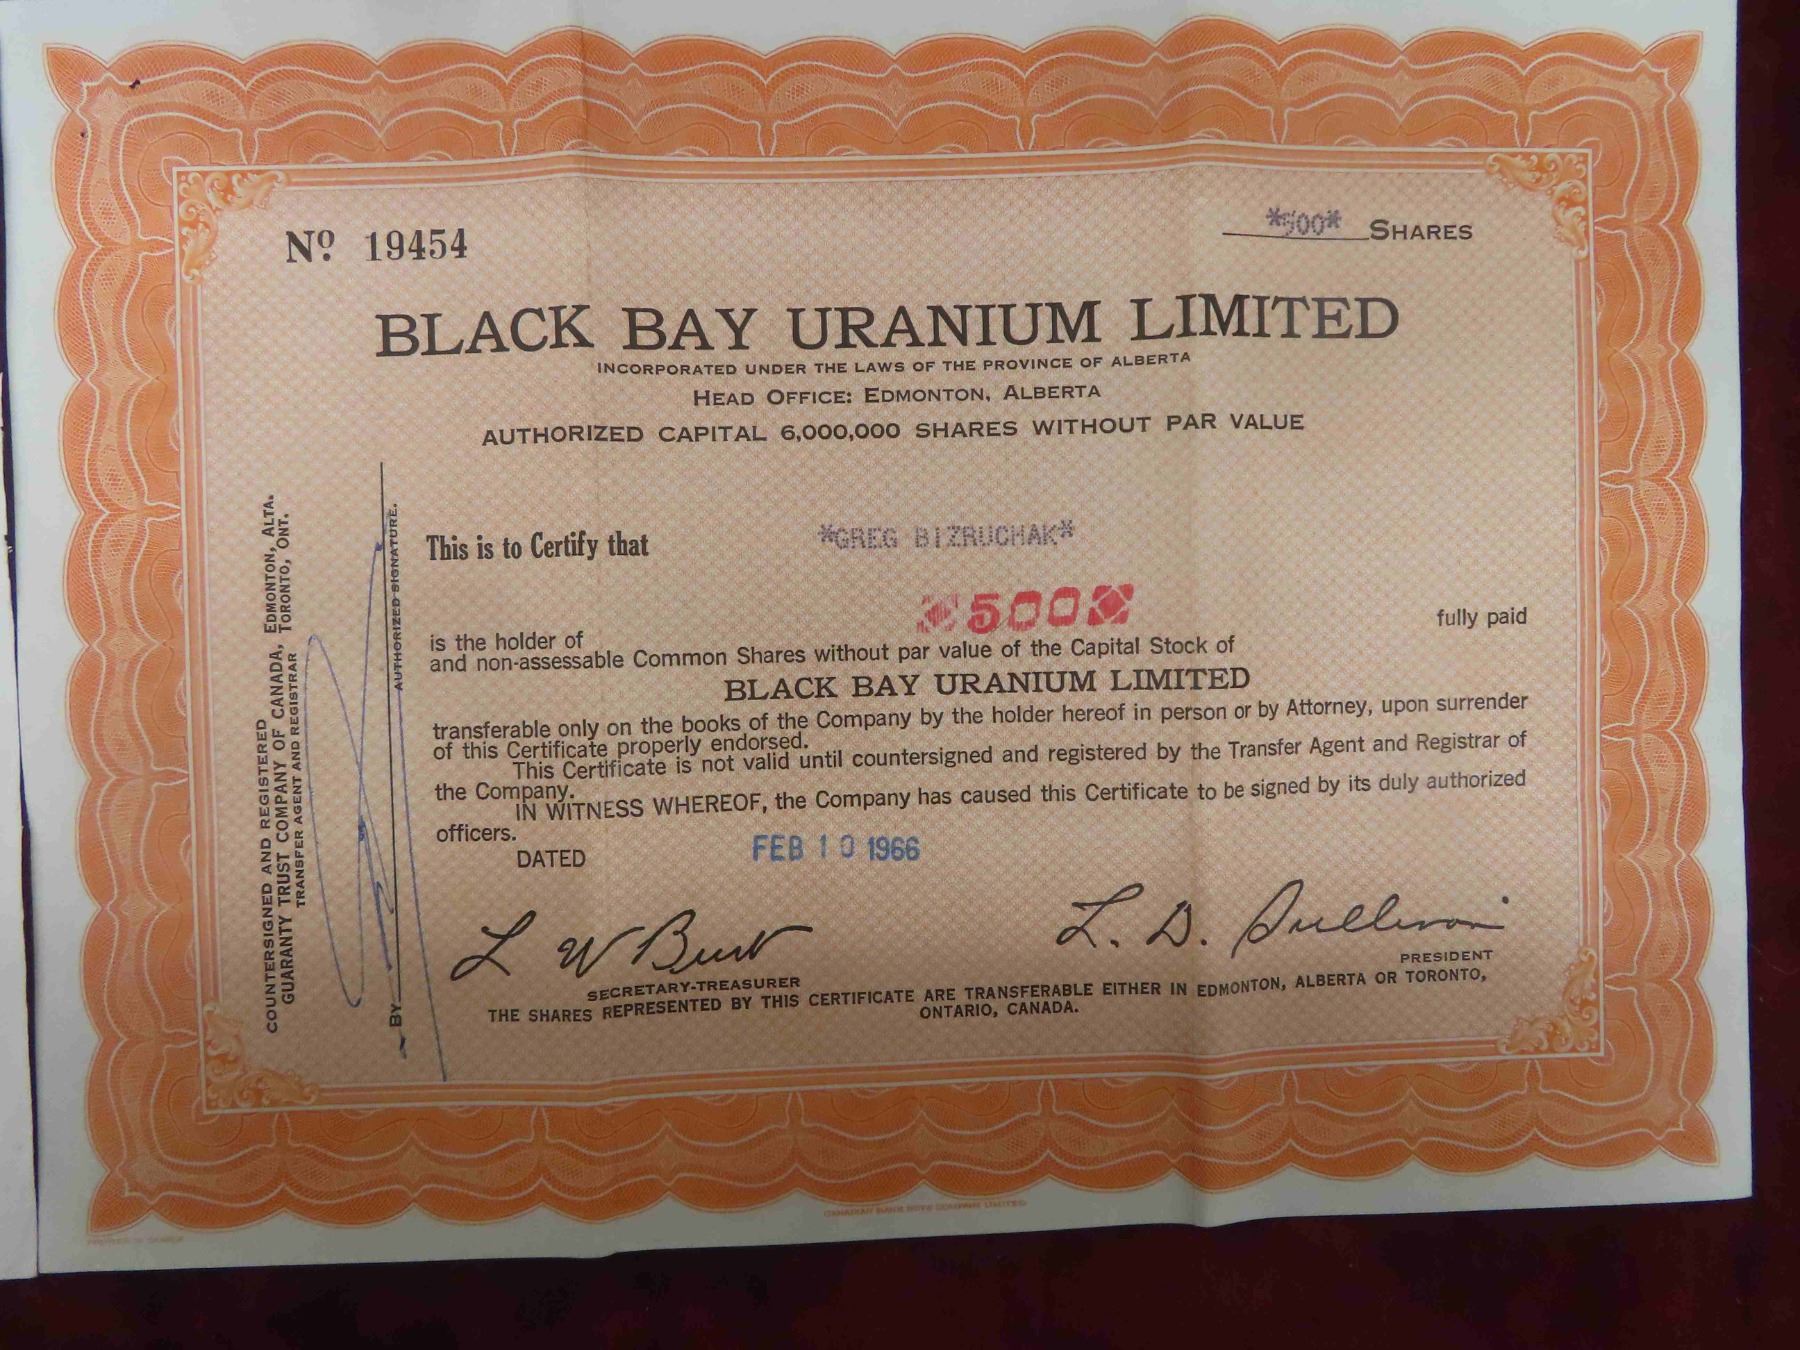 Nº 19454
*500* SHARES
BLACK BAY URANIUM LIMITED
INCORPORATED UNDER THE LAWS OF THE PROVINCE OF ALBERTA
HEAD OFFICE: EDMONTON, ALBERTA
AUTHORIZED CAPITAL 6,000,000 SHARES WITHOUT PAR VALUE
COUNTERSIGNED AND REGISTERED
GUARANTY TRUST COMPANY OF CANADA, EDMONTON, ALTA.
TORONTO, ONT.
TRANSFER AGENT AND REGISTRAR
BY
AUTHORIZED SIGNATURE.
This is to Certify that *GREG BIZRUCHAK*
500
is the holder of fully paid
and non-assessable Common Shares without par value of the Capital Stock of
BLACK BAY URANIUM LIMITED
transferable only on the books of the Company by the holder hereof in person or by Attorney, upon surrender
of this Certificate properly endorsed.
This Certificate is not valid until countersigned and registered by the Transfer Agent and Registrar of
the Company.
IN WITNESS WHEREOF, the Company has caused this Certificate to be signed by its duly authorized
officers.
DATED FEB 10 1966
L W Burt
L. D. Sullivan
SECRETARY-TREASURER
PRESIDENT
THE SHARES REPRESENTED BY THIS CERTIFICATE ARE TRANSFERABLE EITHER IN EDMONTON, ALBERTA OR TORONTO,
ONTARIO, CANADA.
CANADIAN BANK NOTE COMPANY LIMITED